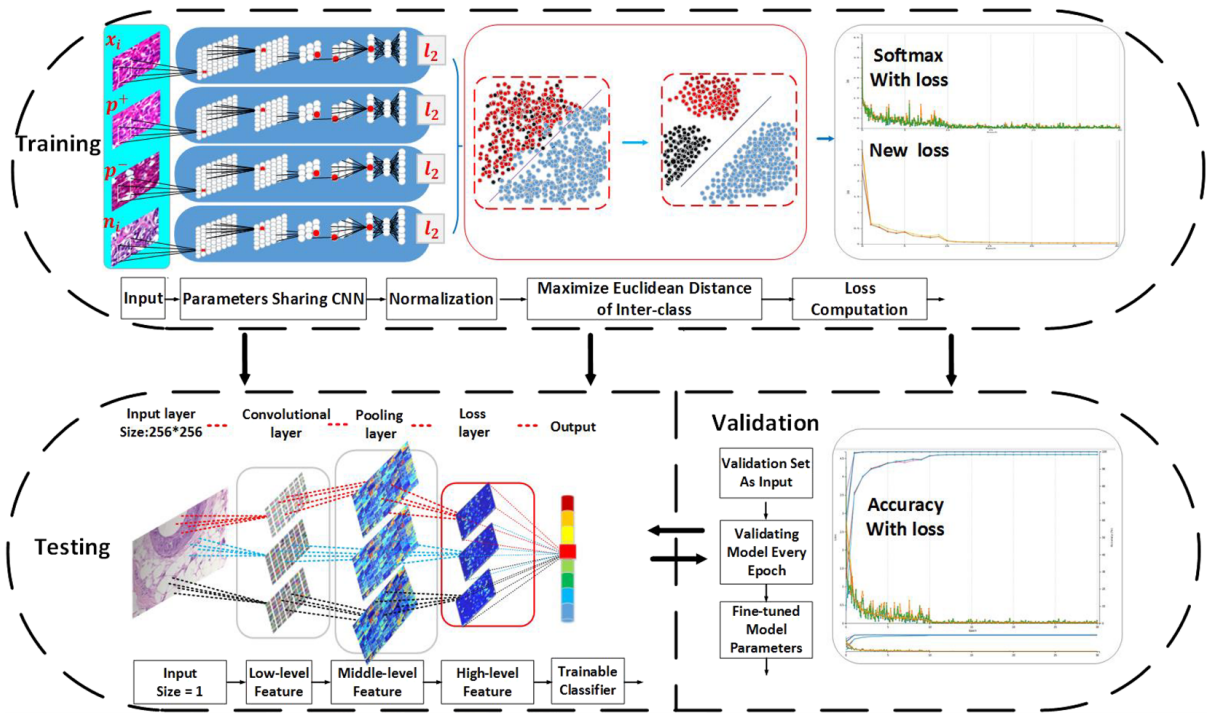 Training
x_i
p^+
p^-
n_i
l_2
l_2
l_2
l_2
Softmax
With loss
New loss
Input
Parameters Sharing CNN
Normalization
Maximize Euclidean Distance
of Inter-class
Loss
Computation
Testing
Input layer
Size:256*256
Convolutional
layer
Pooling
layer
Loss
layer
Output
Input
Size = 1
Low-level
Feature
Middle-level
Feature
High-level
Feature
Trainable
Classifier
Validation
Validation Set
As Input
Validating
Model Every
Epoch
Fine-tuned
Model
Parameters
Accuracy
With loss